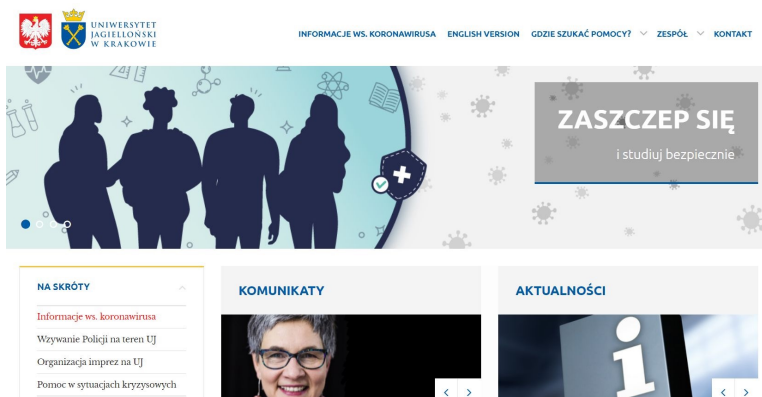 UNIWERSYTET
JAGIELLOŃSKI
W KRAKOWIE
INFORMACJE WS. KORONAWIRUSA ENGLISH VERSION GDZIE SZUKAĆ POMOCY? ZESPÓŁ KONTAKT
ZASZCZEP SIĘ
i studiuj bezpiecznie
NA SKRÓTY
Informacje ws. koronawirusa
Wzywanie Policji na teren UJ
Organizacja imprez na UJ
Pomoc w sytuacjach kryzysowych
KOMUNIKATY
AKTUALNOŚCI
i